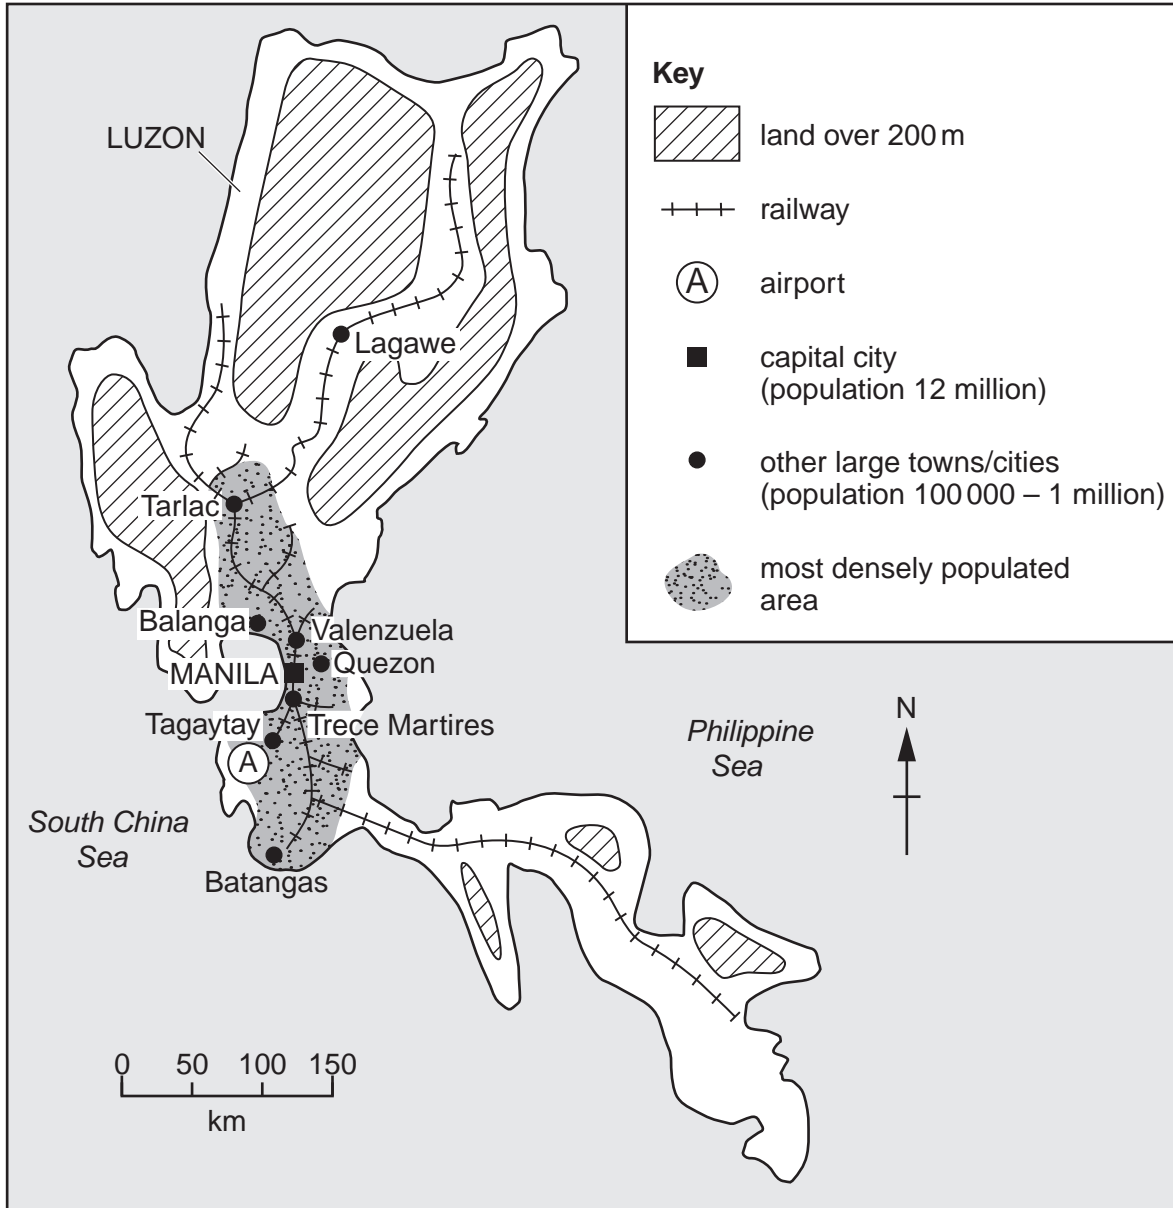 LUZON
Lagawe
Tarlac
Balanga
Valenzuela
Quezon
MANILA
Tagaytay
Trece Martires
A
Batangas
South China
Sea
Philippine
Sea
N
0 50 100 150
km
Key
land over 200 m
railway
A
airport
capital city
(population 12 million)
other large towns/cities
(population 100 000 – 1 million)
most densely populated
area